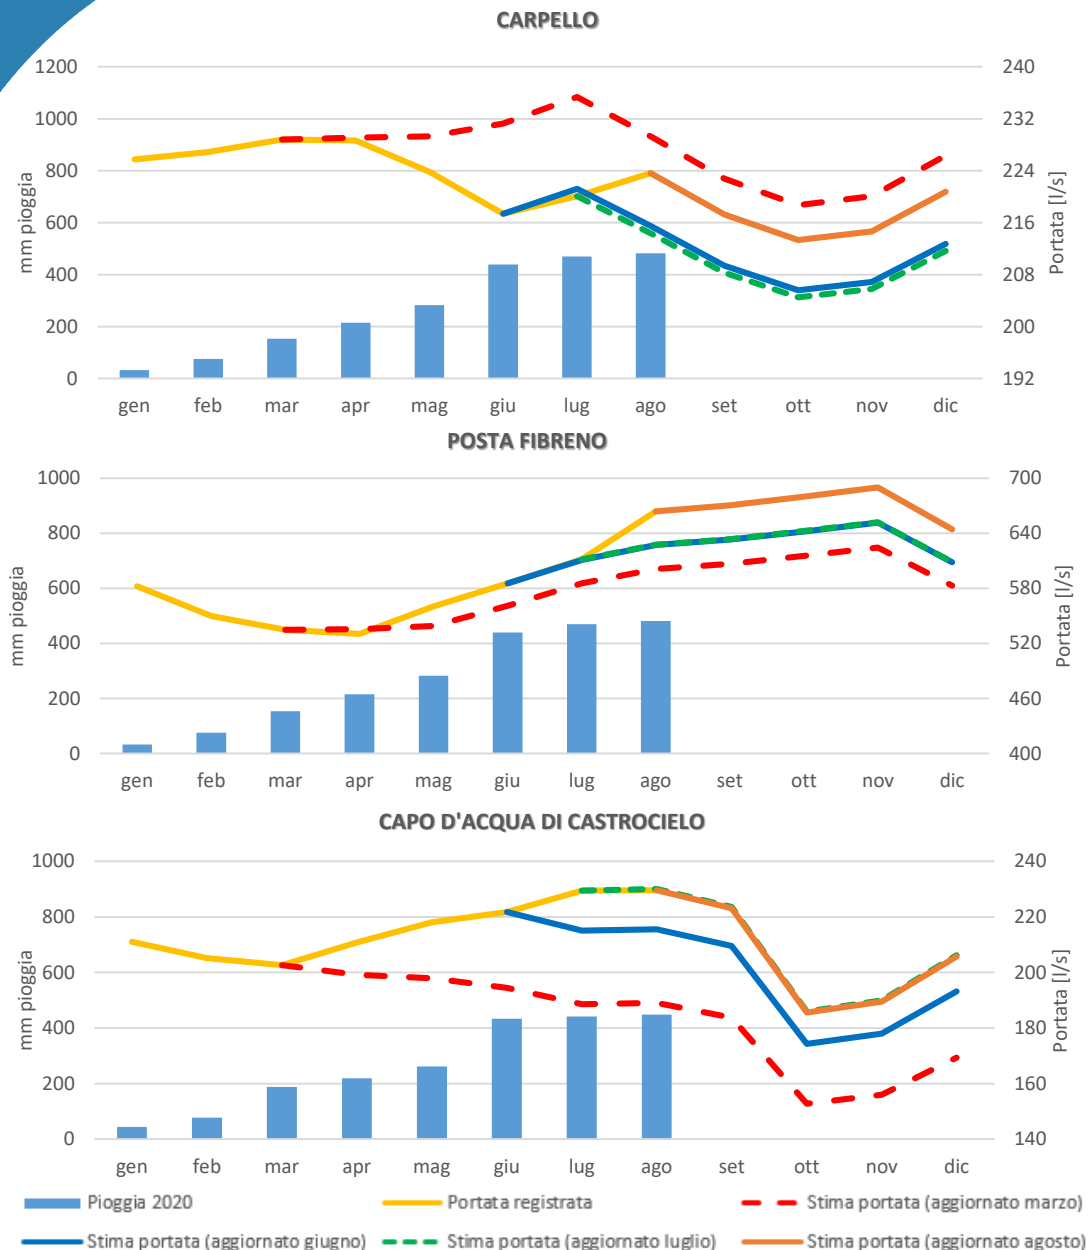 CARPELLO
1200 240
1000 232
800 224
600 216
400 208
200 200
0 192
mm pioggia
Portata [l/s]
gen feb mar apr mag giu lug ago set ott nov dic
POSTA FIBRENO
1000 700
800 640
600 580
400 520
200 460
0 400
mm pioggia
Portata [l/s]
gen feb mar apr mag giu lug ago set ott nov dic
CAPO D'ACQUA DI CASTROCIELO
1000 240
800 220
600 200
400 180
200 160
0 140
mm pioggia
Portata [l/s]
gen feb mar apr mag giu lug ago set ott nov dic
Pioggia 2020 Portata registrata Stima portata (aggiornato marzo)
Stima portata (aggiornato giugno) Stima portata (aggiornato luglio) Stima portata (aggiornato agosto)